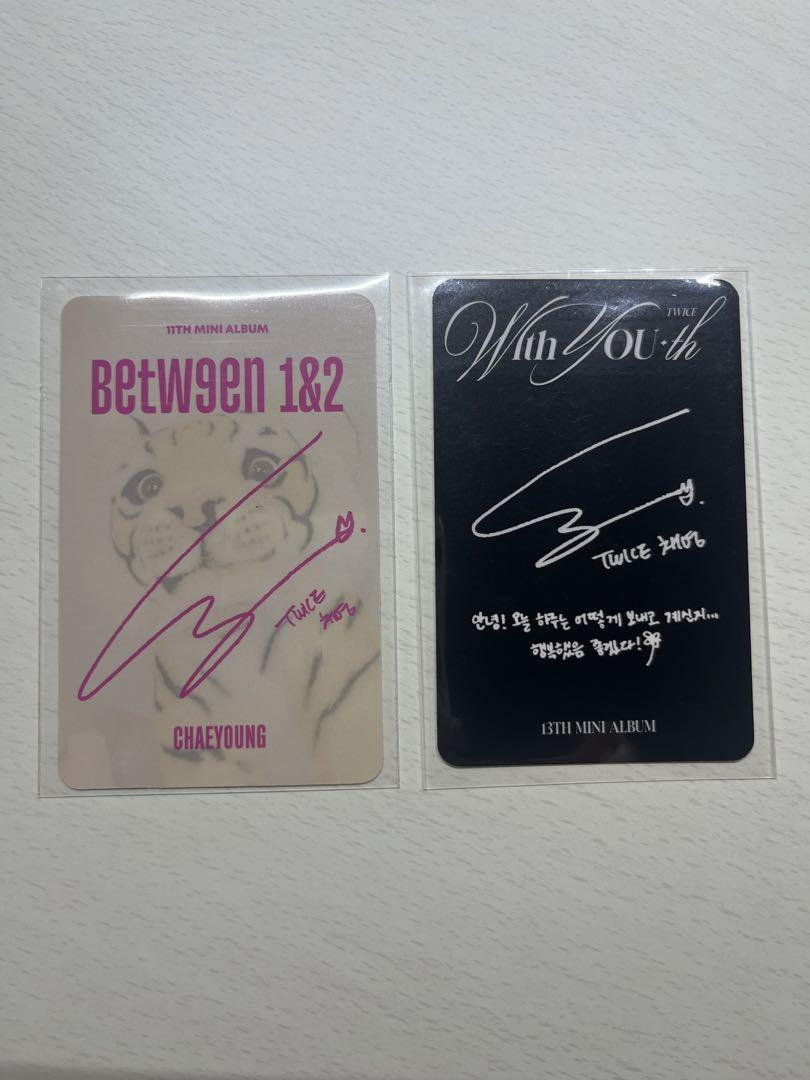 11TH MINI ALBUM
BetW9en 1&2
TWICE
채영
CHAEYOUNG
TWICE
WIth YOU-th
TWICE 채영
안녕! 오늘 하루는 어떻게 보내고 계신지...
행복했음 좋겠다!
13TH MINI ALBUM